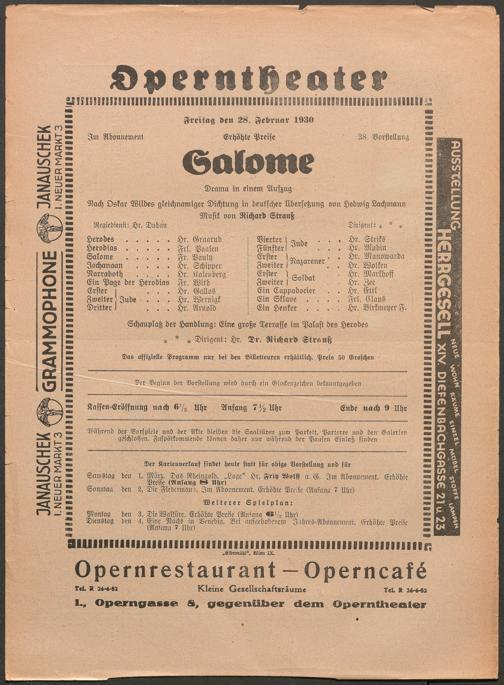 Operntheater
Freitag den 28. Februar 1930
Im Abonnement Erhöhte Preise 38. Vorstellung
Salome
Drama in einem Aufzug
Nach Oskar Wildes gleichnamiger Dichtung in deutscher Übersetzung von Hedwig Lachmann
Musik von Richard Strauß
Regiedienst: Hr. Duhan Dirigent: * * *
Herodes . . . . . Hr. Graarud
Herodias . . . . . Frl. Paalen
Salome . . . . . Fr. Pauly
Jochanaan . . . . Hr. Schipper
Narraboth . . . . Hr. Kalenberg
Ein Page der Herodias Fr. With
Erster Hr. Gallos
Zweiter Jude . . . Hr. Wernigk
Dritter Hr. Arnold
Vierter Jude . . . Hr.
Fünfter Hr.
Erster Nazarener . . Hr. Manowarda
Zweiter Hr. Wolken
Erster Soldat . . . Hr. Markhoff
Zweiter Hr. Zec
Ein Cappadocier . . Hr. Ettl
Ein Sklave . . . . Frl. Claus
Ein Henker . . . . Hr. Birkmeyer F.
Schauplatz der Handlung: Eine große Terrasse im Palast des Herodes
* * * Dirigent: Hr. Dr. Richard Strauß
Das offizielle Programm nur bei den Billetteuren erhältlich. Preis 50 Groschen
Der Beginn der Vorstellung wird durch ein Glockenzeichen bekanntgegeben
Kassen-Eröffnung nach 6½ Uhr Anfang 7½ Uhr Ende nach 9 Uhr
Während der Vorspiele und der Akte bleiben die Saaltüren zum Parkett, Parterre und den Galerien
geschlossen. Zuspätkommende können daher nur während der Pausen Einlaß finden
Der Kartenverkauf findet heute statt für obige Vorstellung und für
Samstag den 1. März. Das Rheingold. „Loge“ Hr. Fritz Wolff a. G. Im Abonnement. Erhöhte
Preise (Anfang 8 Uhr)
Sonntag den 2. Die Fledermaus. Im Abonnement. Erhöhte Preise (Anfang 7 Uhr)
Weiterer Spielplan:
Montag den 3. Die Walküre. Erhöhte Preise (Anfang 6½ Uhr)
Dienstag den 4. Eine Nacht in Venedig. Bei aufgehobenem Jahres-Abonnement. Erhöhte Preise
(Anfang 7 Uhr)
„Elbemühl“, Wien IX.
Opernrestaurant – Operncafé
Tel. R 26-4-62 Kleine Gesellschaftsräume Tel. R 26-4-62
I., Operngasse 8, gegenüber dem Operntheater
JANAUSCHEK
I. NEUER MARKT 3
GRAMMOPHONE
JANAUSCHEK
I. NEUER MARKT 3
AUSSTELLUNG
HERRGESELL XIV. DIEFENBACHGASSE 21 u. 23
NEUE WOHNRÄUME EINZELMÖBEL STOFFE LAMPEN